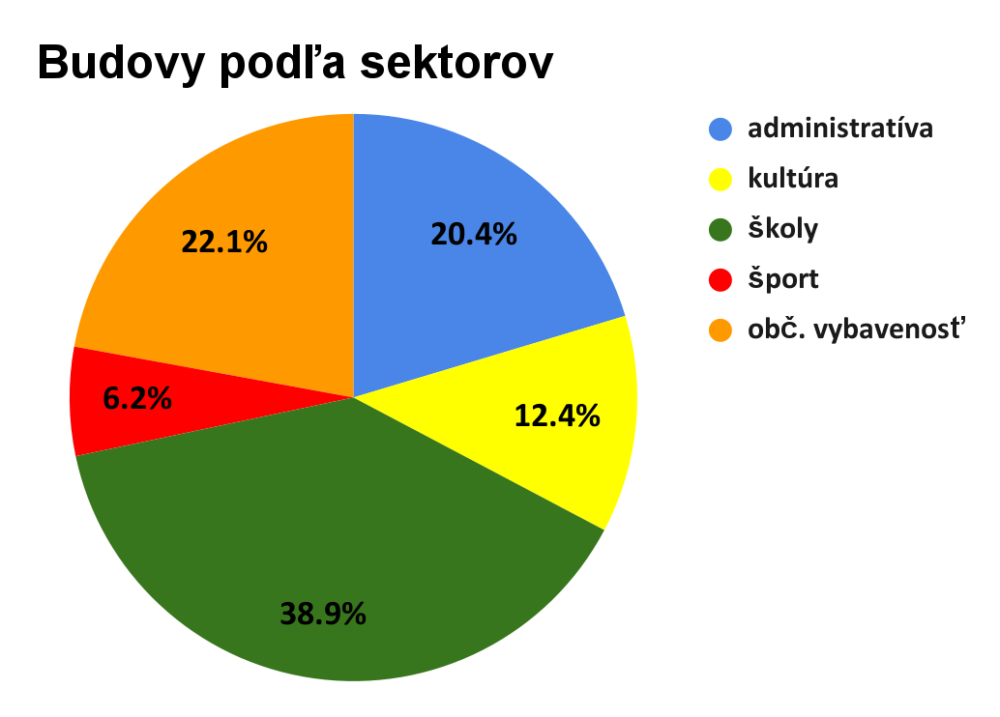 Budovy podľa sektorov
administratíva
kultúra
školy
šport
obč. vybavenosť
22.1%
20.4%
6.2%
12.4%
38.9%